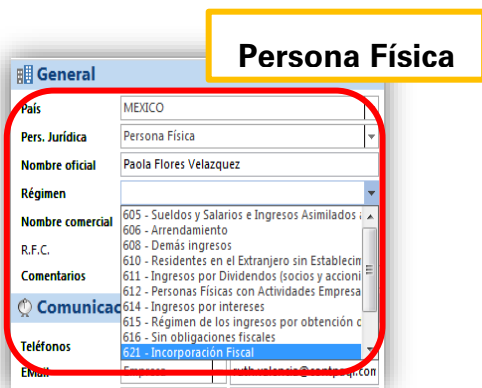 Persona Física
General
País MEXICO
Pers. Jurídica Persona Física
Nombre oficial Paola Flores Velazquez
Régimen
Nombre comercial
R.F.C.
Comentarios
605 - Sueldos y Salarios e Ingresos Asimilados
606 - Arrendamiento
608 - Demás ingresos
610 - Residentes en el Extranjero sin Establecim
611 - Ingresos por Dividendos (socios y accioni
612 - Personas Físicas con Actividades Empresa
614 - Ingresos por intereses
615 - Régimen de los ingresos por obtención d
616 - Sin obligaciones fiscales
621 - Incorporación Fiscal
Comunicac
Teléfonos
EMail Empresa